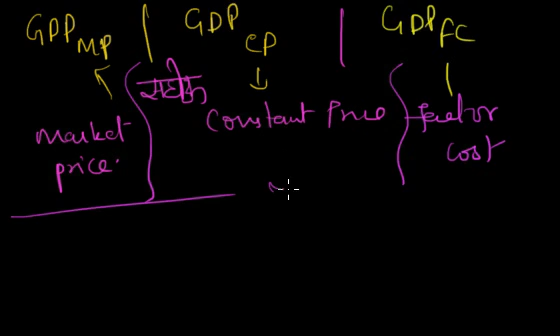 GDP MP GDP CP GDP FC
market price.
Constant Price
factor cost